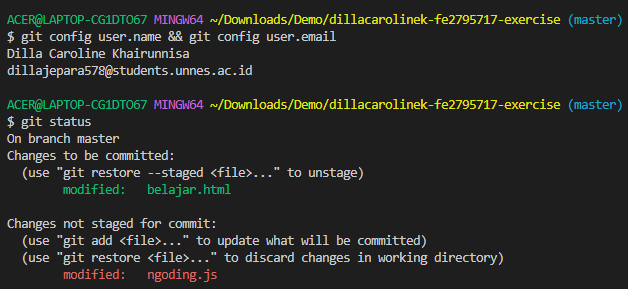 ACER@LAPTOP-CG1DTO67 MINGW64 ~/Downloads/Demo/dillacarolinek-fe2795717-exercise (master)
$ git config user.name && git config user.email
Dilla Caroline Khairunnisa
dillajepara578@students.unnes.ac.id

ACER@LAPTOP-CG1DTO67 MINGW64 ~/Downloads/Demo/dillacarolinek-fe2795717-exercise (master)
$ git status
On branch master
Changes to be committed:
  (use "git restore --staged <file>..." to unstage)
        modified:   belajar.html

Changes not staged for commit:
  (use "git add <file>..." to update what will be committed)
  (use "git restore <file>..." to discard changes in working directory)
        modified:   ngoding.js